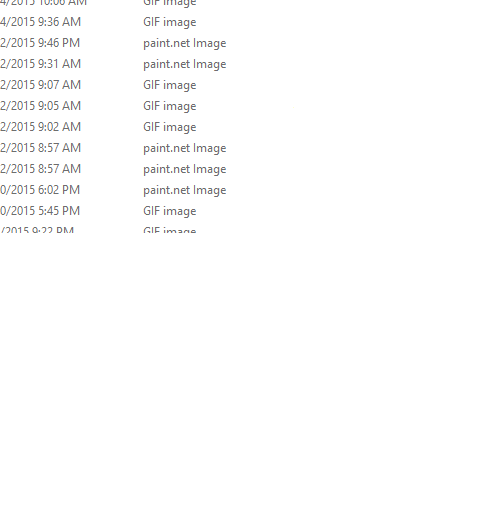 4/2015 10:06 AM GIF image
4/2015 9:36 AM GIF image
2/2015 9:46 PM paint.net Image
2/2015 9:31 AM paint.net Image
2/2015 9:07 AM GIF image
2/2015 9:05 AM GIF image
2/2015 9:02 AM GIF image
2/2015 8:57 AM paint.net Image
2/2015 8:57 AM paint.net Image
0/2015 6:02 PM paint.net Image
0/2015 5:45 PM GIF image
/2015 9:22 PM GIF image